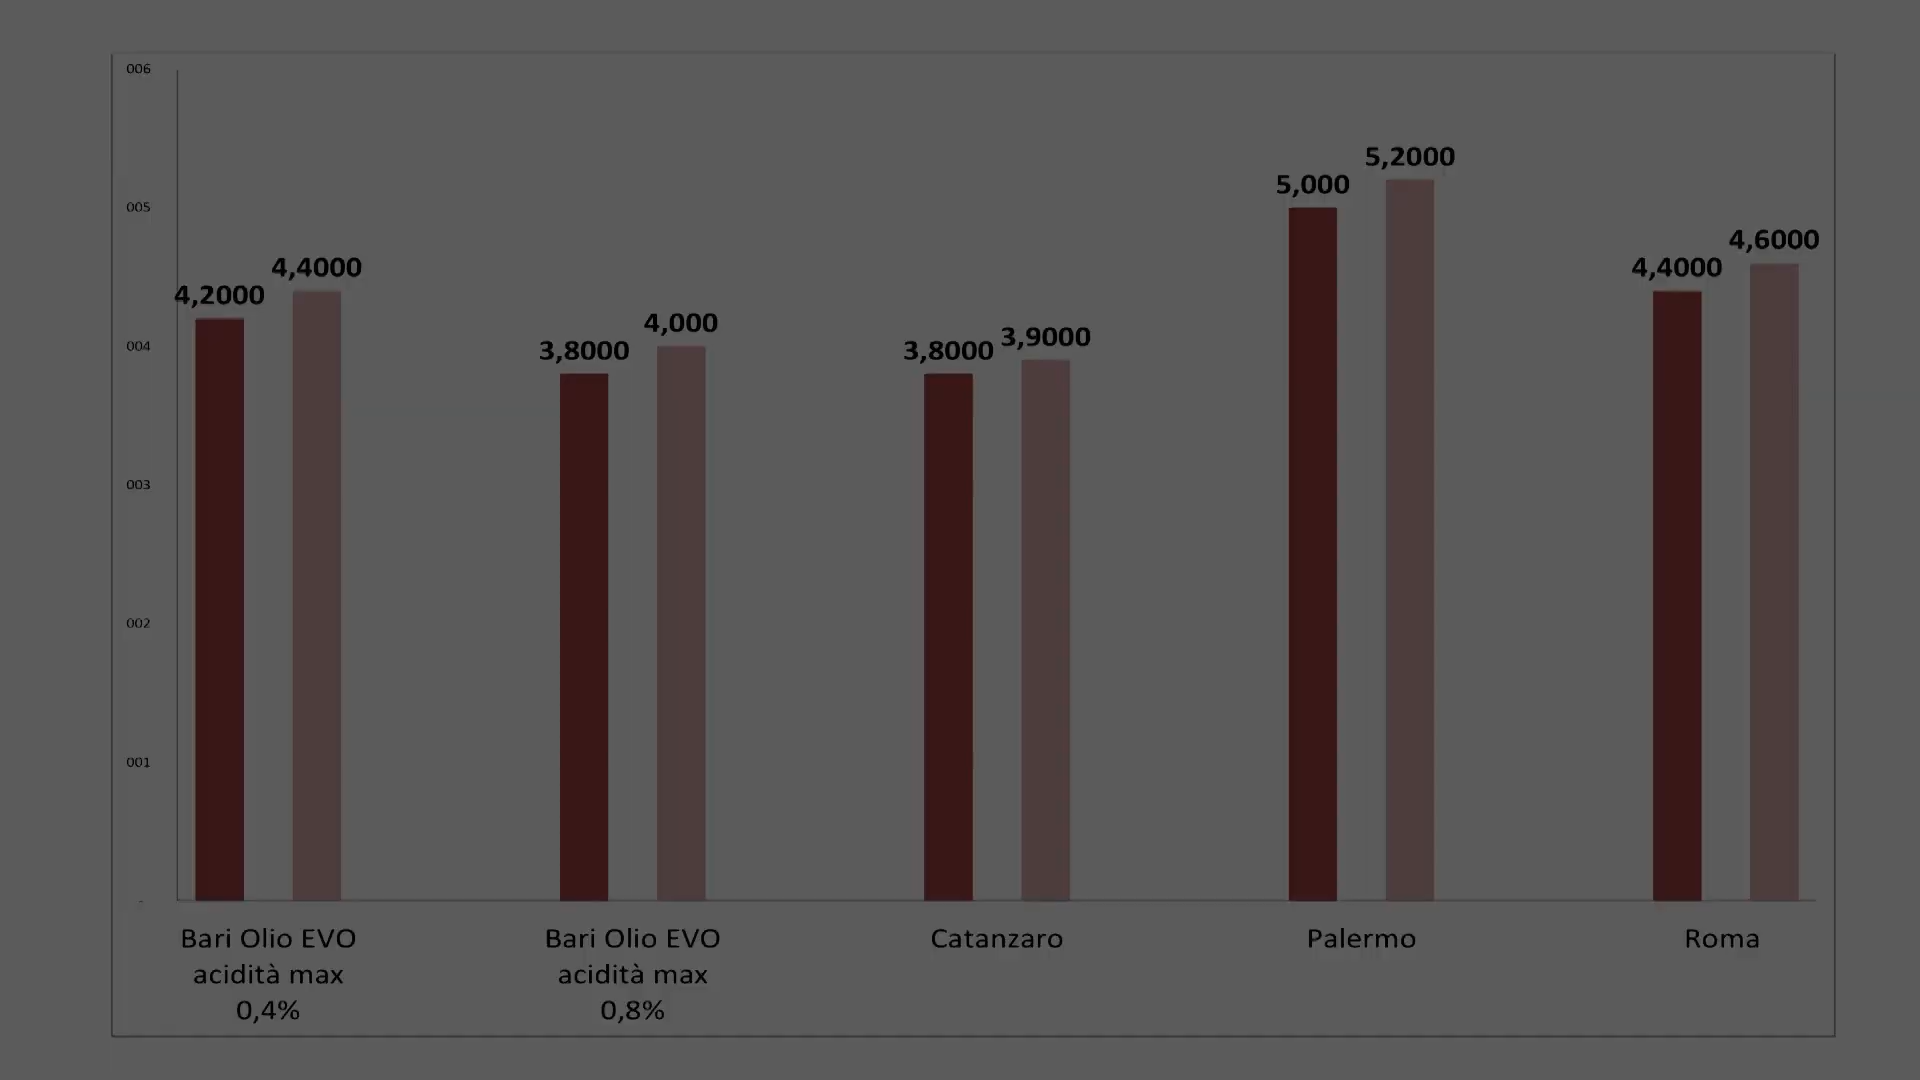 006
005
004
003
002
001
-
4,2000
4,4000
3,8000
4,000
3,8000
3,9000
5,000
5,2000
4,4000
4,6000
Bari Olio EVO
acidità max
0,4%
Bari Olio EVO
acidità max
0,8%
Catanzaro
Palermo
Roma